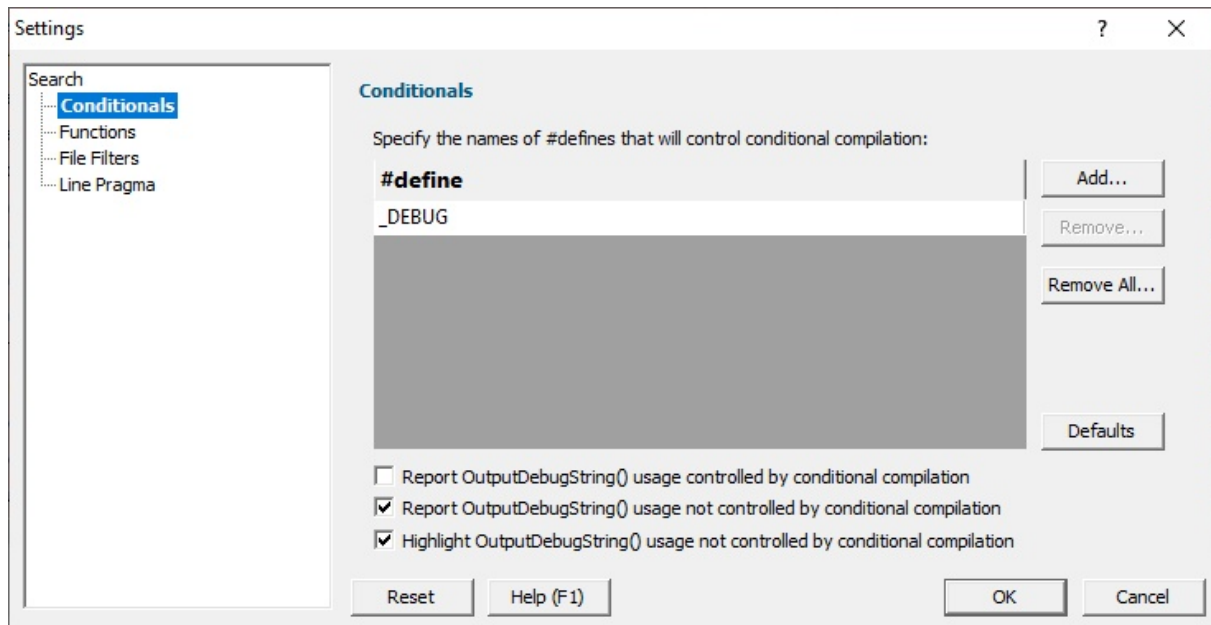 Settings
?
Search
Conditionals
Functions
File Filters
Line Pragma
Conditionals
Specify the names of #defines that will control conditional compilation:
#define
_DEBUG
Add...
Remove...
Remove All...
Defaults
Report OutputDebugString() usage controlled by conditional compilation
Report OutputDebugString() usage not controlled by conditional compilation
Highlight OutputDebugString() usage not controlled by conditional compilation
Reset
Help (F1)
OK
Cancel